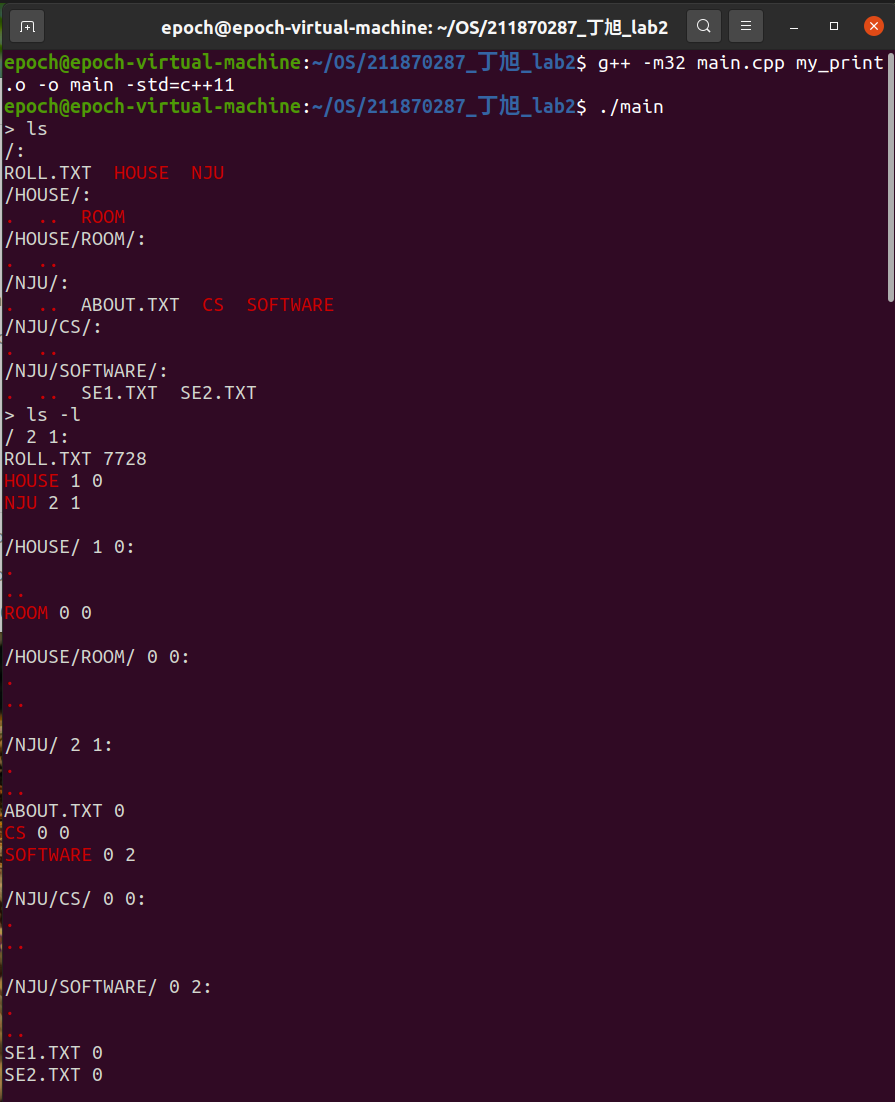 epoch@epoch-virtual-machine: ~/OS/211870287_丁旭_lab2
epoch@epoch-virtual-machine:~/OS/211870287_丁旭_lab2$ g++ -m32 main.cpp my_print
.o -o main -std=c++11
epoch@epoch-virtual-machine:~/OS/211870287_丁旭_lab2$ ./main
> ls
/:
ROLL.TXT  HOUSE  NJU
/HOUSE/:
.  ..  ROOM
/HOUSE/ROOM/:
.  ..
/NJU/:
.  ..  ABOUT.TXT  CS  SOFTWARE
/NJU/CS/:
.  ..
/NJU/SOFTWARE/:
.  ..  SE1.TXT  SE2.TXT
> ls -l
/ 2 1:
ROLL.TXT 7728
HOUSE 1 0
NJU 2 1
/HOUSE/ 1 0:
.
..
ROOM 0 0
/HOUSE/ROOM/ 0 0:
.
..
/NJU/ 2 1:
.
..
ABOUT.TXT 0
CS 0 0
SOFTWARE 0 2
/NJU/CS/ 0 0:
.
..
/NJU/SOFTWARE/ 0 2:
.
..
SE1.TXT 0
SE2.TXT 0